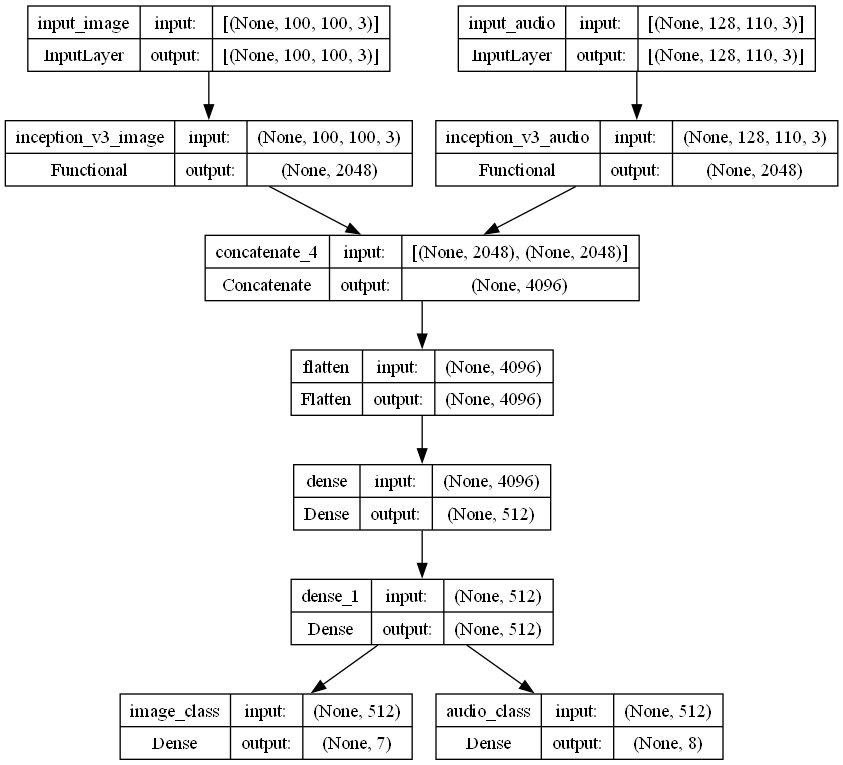 input_image input: [(None, 100, 100, 3)]
InputLayer output: [(None, 100, 100, 3)]
input_audio input: [(None, 128, 110, 3)]
InputLayer output: [(None, 128, 110, 3)]
inception_v3_image input: (None, 100, 100, 3)
Functional output: (None, 2048)
inception_v3_audio input: (None, 128, 110, 3)
Functional output: (None, 2048)
concatenate_4 input: [(None, 2048), (None, 2048)]
Concatenate output: (None, 4096)
flatten input: (None, 4096)
Flatten output: (None, 4096)
dense input: (None, 4096)
Dense output: (None, 512)
dense_1 input: (None, 512)
Dense output: (None, 512)
image_class input: (None, 512)
Dense output: (None, 7)
audio_class input: (None, 512)
Dense output: (None, 8)